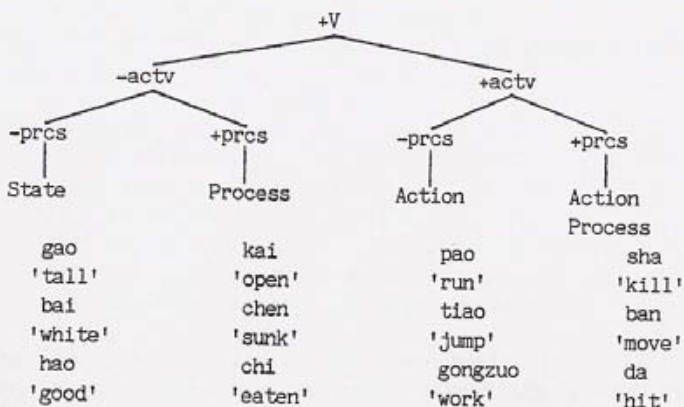 +V
-actv +actv
-prcs +prcs -prcs +prcs
State Process Action Action
Process
gao kai pao sha
'tall' 'open' 'run' 'kill'
bai chen tiao ban
'white' 'sunk' 'jump' 'move'
hao chi gongzuo da
'good' 'eaten' 'work' 'hit'